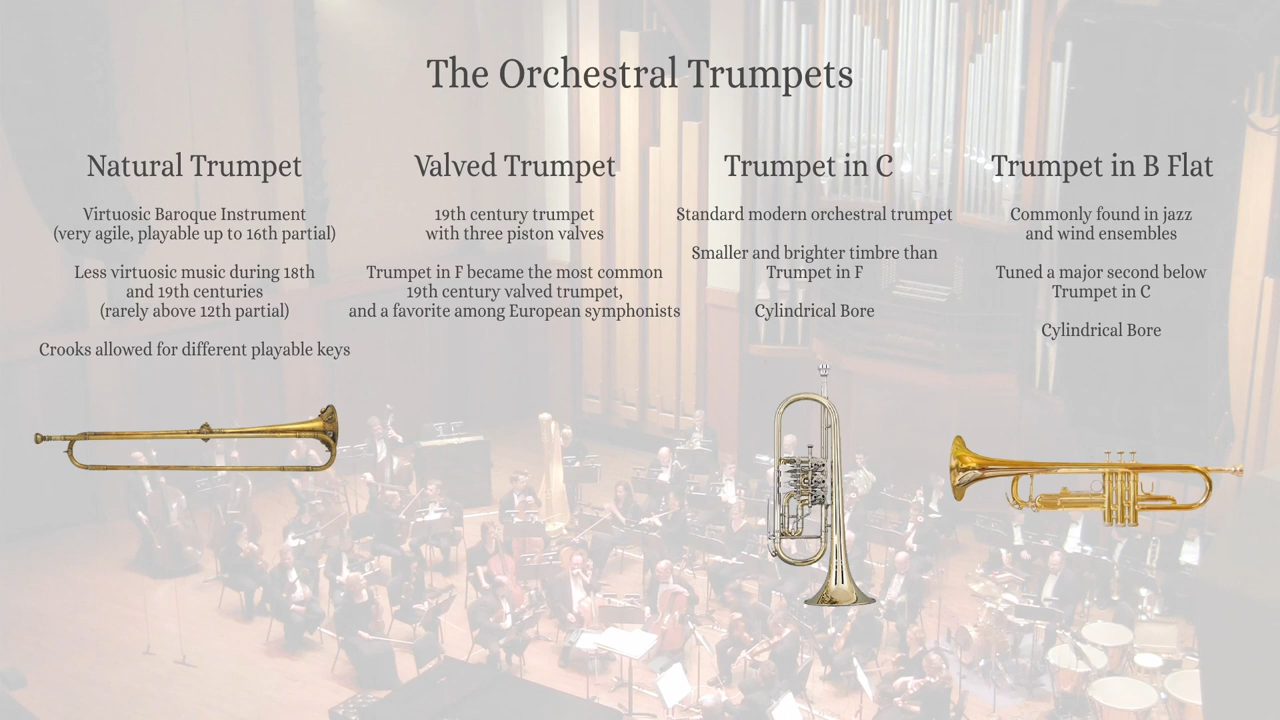 The Orchestral Trumpets
Natural Trumpet
Virtuosic Baroque Instrument
(very agile, playable up to 16th partial)
Less virtuosic music during 18th
and 19th centuries
(rarely above 12th partial)
Crooks allowed for different playable keys
Valved Trumpet
19th century trumpet
with three piston valves
Trumpet in F became the most common
19th century valved trumpet,
and a favorite among European symphonists
Trumpet in C
Standard modern orchestral trumpet
Smaller and brighter timbre than
Trumpet in F
Cylindrical Bore
Trumpet in B Flat
Commonly found in jazz
and wind ensembles
Tuned a major second below
Trumpet in C
Cylindrical Bore